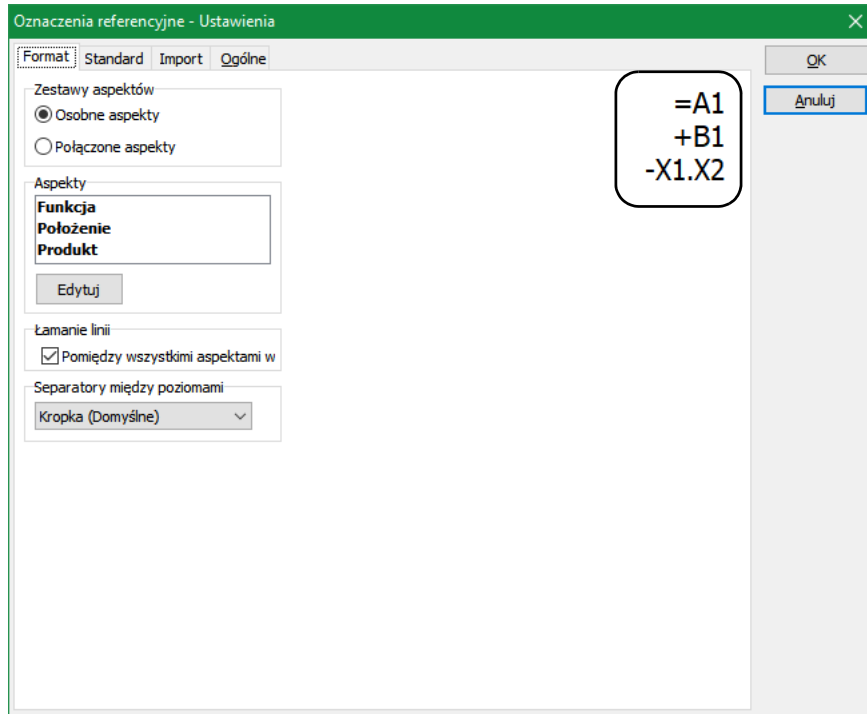 Oznaczenia referencyjne - Ustawienia
Format Standard Import Ogólne
OK
Anuluj
Zestawy aspektów
Osobne aspekty
Połączone aspekty
=A1
+B1
-X1.X2
Aspekty
Funkcja
Położenie
Produkt
Edytuj
Łamanie linii
Pomiędzy wszystkimi aspektami w
Separatory między poziomami
Kropka (Domyślne)